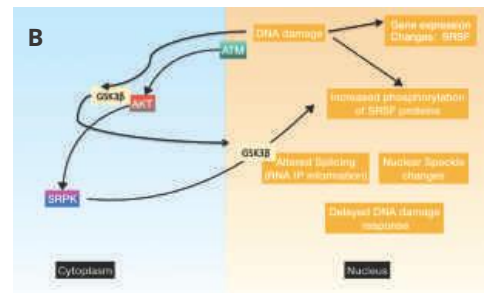 B
DNA damage
Gene expression
Changes: SRSF
ATM
GSK3β
AKT
Increased phosphorylation
of SRSF proteins
GSK3β
Altered Splicing
(RNA IP information)
Nuclear Speckle
changes
SRPK
Delayed DNA damage
response
Cytoplasm
Nucleus